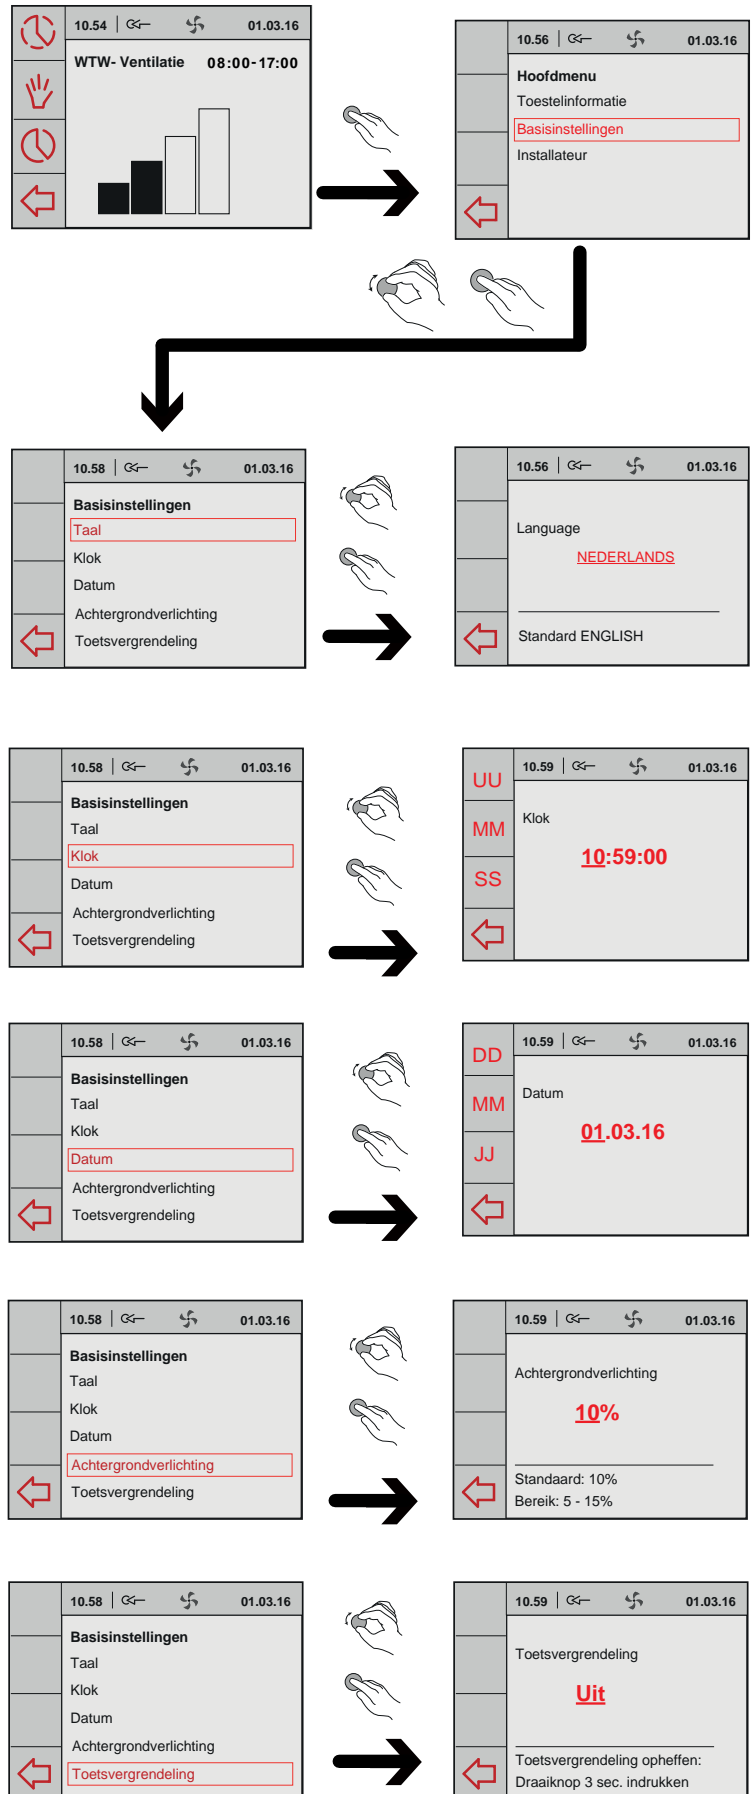 10.54 01.03.16
WTW- Ventilatie 08:00-17:00
10.56 01.03.16
Hoofdmenu
Toestelinformatie
Basisinstellingen
Installateur
10.58 01.03.16
Basisinstellingen
Taal
Klok
Datum
Achtergrondverlichting
Toetsvergrendeling
10.56 01.03.16
Language
NEDERLANDS
Standard ENGLISH
10.58 01.03.16
Basisinstellingen
Taal
Klok
Datum
Achtergrondverlichting
Toetsvergrendeling
10.59 01.03.16
UU
MM
SS
Klok
10:59:00
10.58 01.03.16
Basisinstellingen
Taal
Klok
Datum
Achtergrondverlichting
Toetsvergrendeling
10.59 01.03.16
DD
MM
JJ
Datum
01.03.16
10.58 01.03.16
Basisinstellingen
Taal
Klok
Datum
Achtergrondverlichting
Toetsvergrendeling
10.59 01.03.16
Achtergrondverlichting
10%
Standaard: 10%
Bereik: 5 - 15%
10.58 01.03.16
Basisinstellingen
Taal
Klok
Datum
Achtergrondverlichting
Toetsvergrendeling
10.59 01.03.16
Toetsvergrendeling
Uit
Toetsvergrendeling opheffen:
Draaiknop 3 sec. indrukken